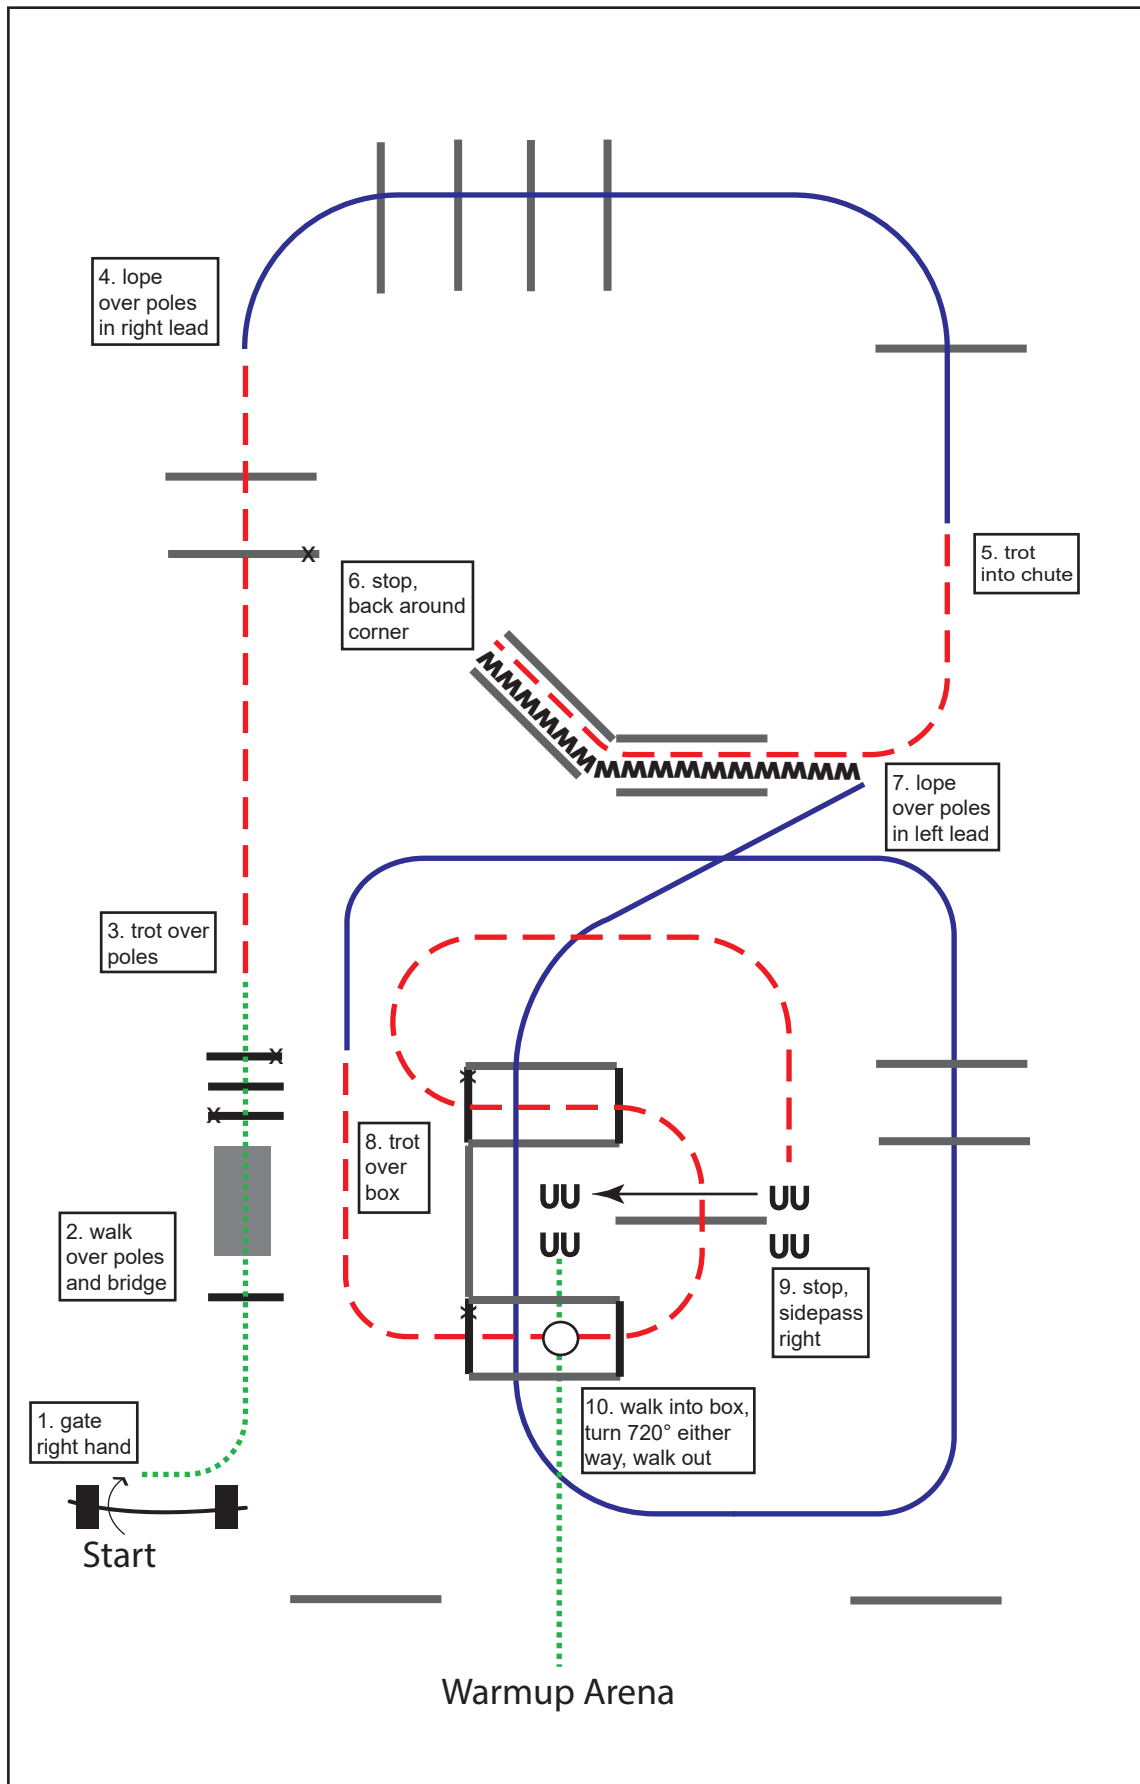 4. lope
over poles
in right lead
5. trot
into chute
6. stop,
back around
corner
7. lope
over poles
in left lead
3. trot over
poles
8. trot
over
box
2. walk
over poles
and bridge
9. stop,
sidepass
right
10. walk into box,
turn 720° either
way, walk out
1. gate
right hand
Start
Warmup Arena